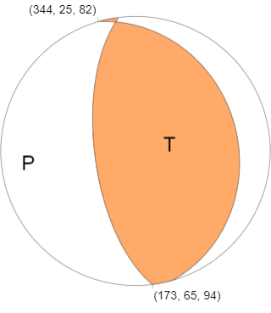 (344, 25, 82)
T
P
(173, 65, 94)